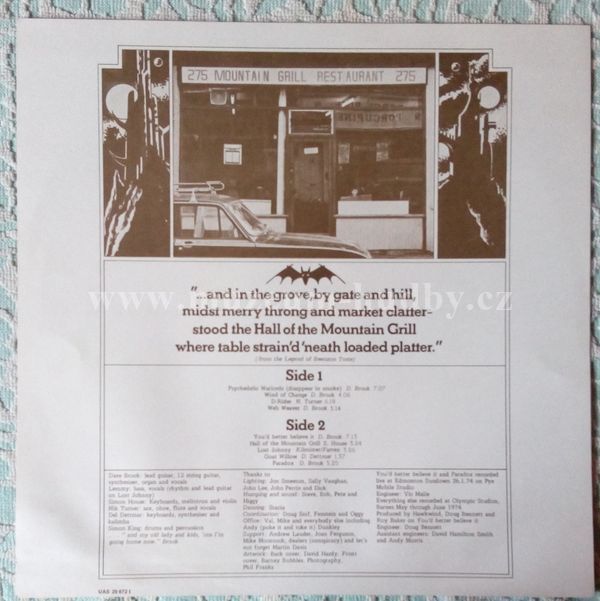 275 MOUNTAIN GRILL RESTAURANT 275
PORCUPINE
"...and in the grove, by gate and hill,
midst merry throng and market clatter-
stood the Hall of the Mountain Grill
where table strain'd 'neath loaded platter."
(from the Legend of Beenzon Toste)
Side 1
Psychedelic Warlords (disappear in smoke) D. Brock 7.07
Wind of Change D. Brock 4.08
D-Rider N. Turner 6.19
Web Weaver D. Brock 3.14
Side 2
You'd better believe it D. Brock 7.13
Hall of the Mountain Grill S. House 2.24
Lost Johnny Kilmister/Farren 3.26
Goat Willow D. Dettmar 1.37
Paradox D. Brock 5.25
Dave Brock: lead guitar, 12 string guitar,
synthesiser, organ and vocals
Lemmy: bass, vocals (rhythm and lead guitar
on Lost Johnny)
Simon House: Keyboards, mellotron and violin
Nik Turner: sax, oboe, flute and vocals
Del Dettmar: keyboards, synthesiser and
kalimba
Simon King: drums and percussion
"and my old lady and kids, 'cos I'm
going home now." Brock
Thanks to
Lighting: Jon Smeeton, Sally Vaughan,
John Lee, John Perrin and Dick.
Humping and sound: Steve, Bob, Pete and
Higgy
Dancing: Stacia
Coordination: Doug Smith, Fenniett and Oggy
Office: Val, Mike and everybody else including
Andy (puke it and ruke it) Dunkley
Support: Andrew Lauder, Joan Ferguson,
Mike Moorcock, dealers (conspiracy) and let's
not forget Martin Davis
Artwork: Back cover, David Hardy. Front
cover, Barney Bubbles. Photography,
Phil Franks
You'd better believe it and Paradox recorded
live at Edmonton Sundown 26.1.74 on Pye
Mobile Studio
Engineer: Vic Maile
Everything else recorded at Olympic Studios,
Barnes May through June 1974.
Produced by Hawkwind, Doug Bennett and
Roy Baker on You'd better believe it
Engineer: Doug Bennett
Assistant engineers: David Hamilton Smith
and Andy Morris
UAS 29 672 I